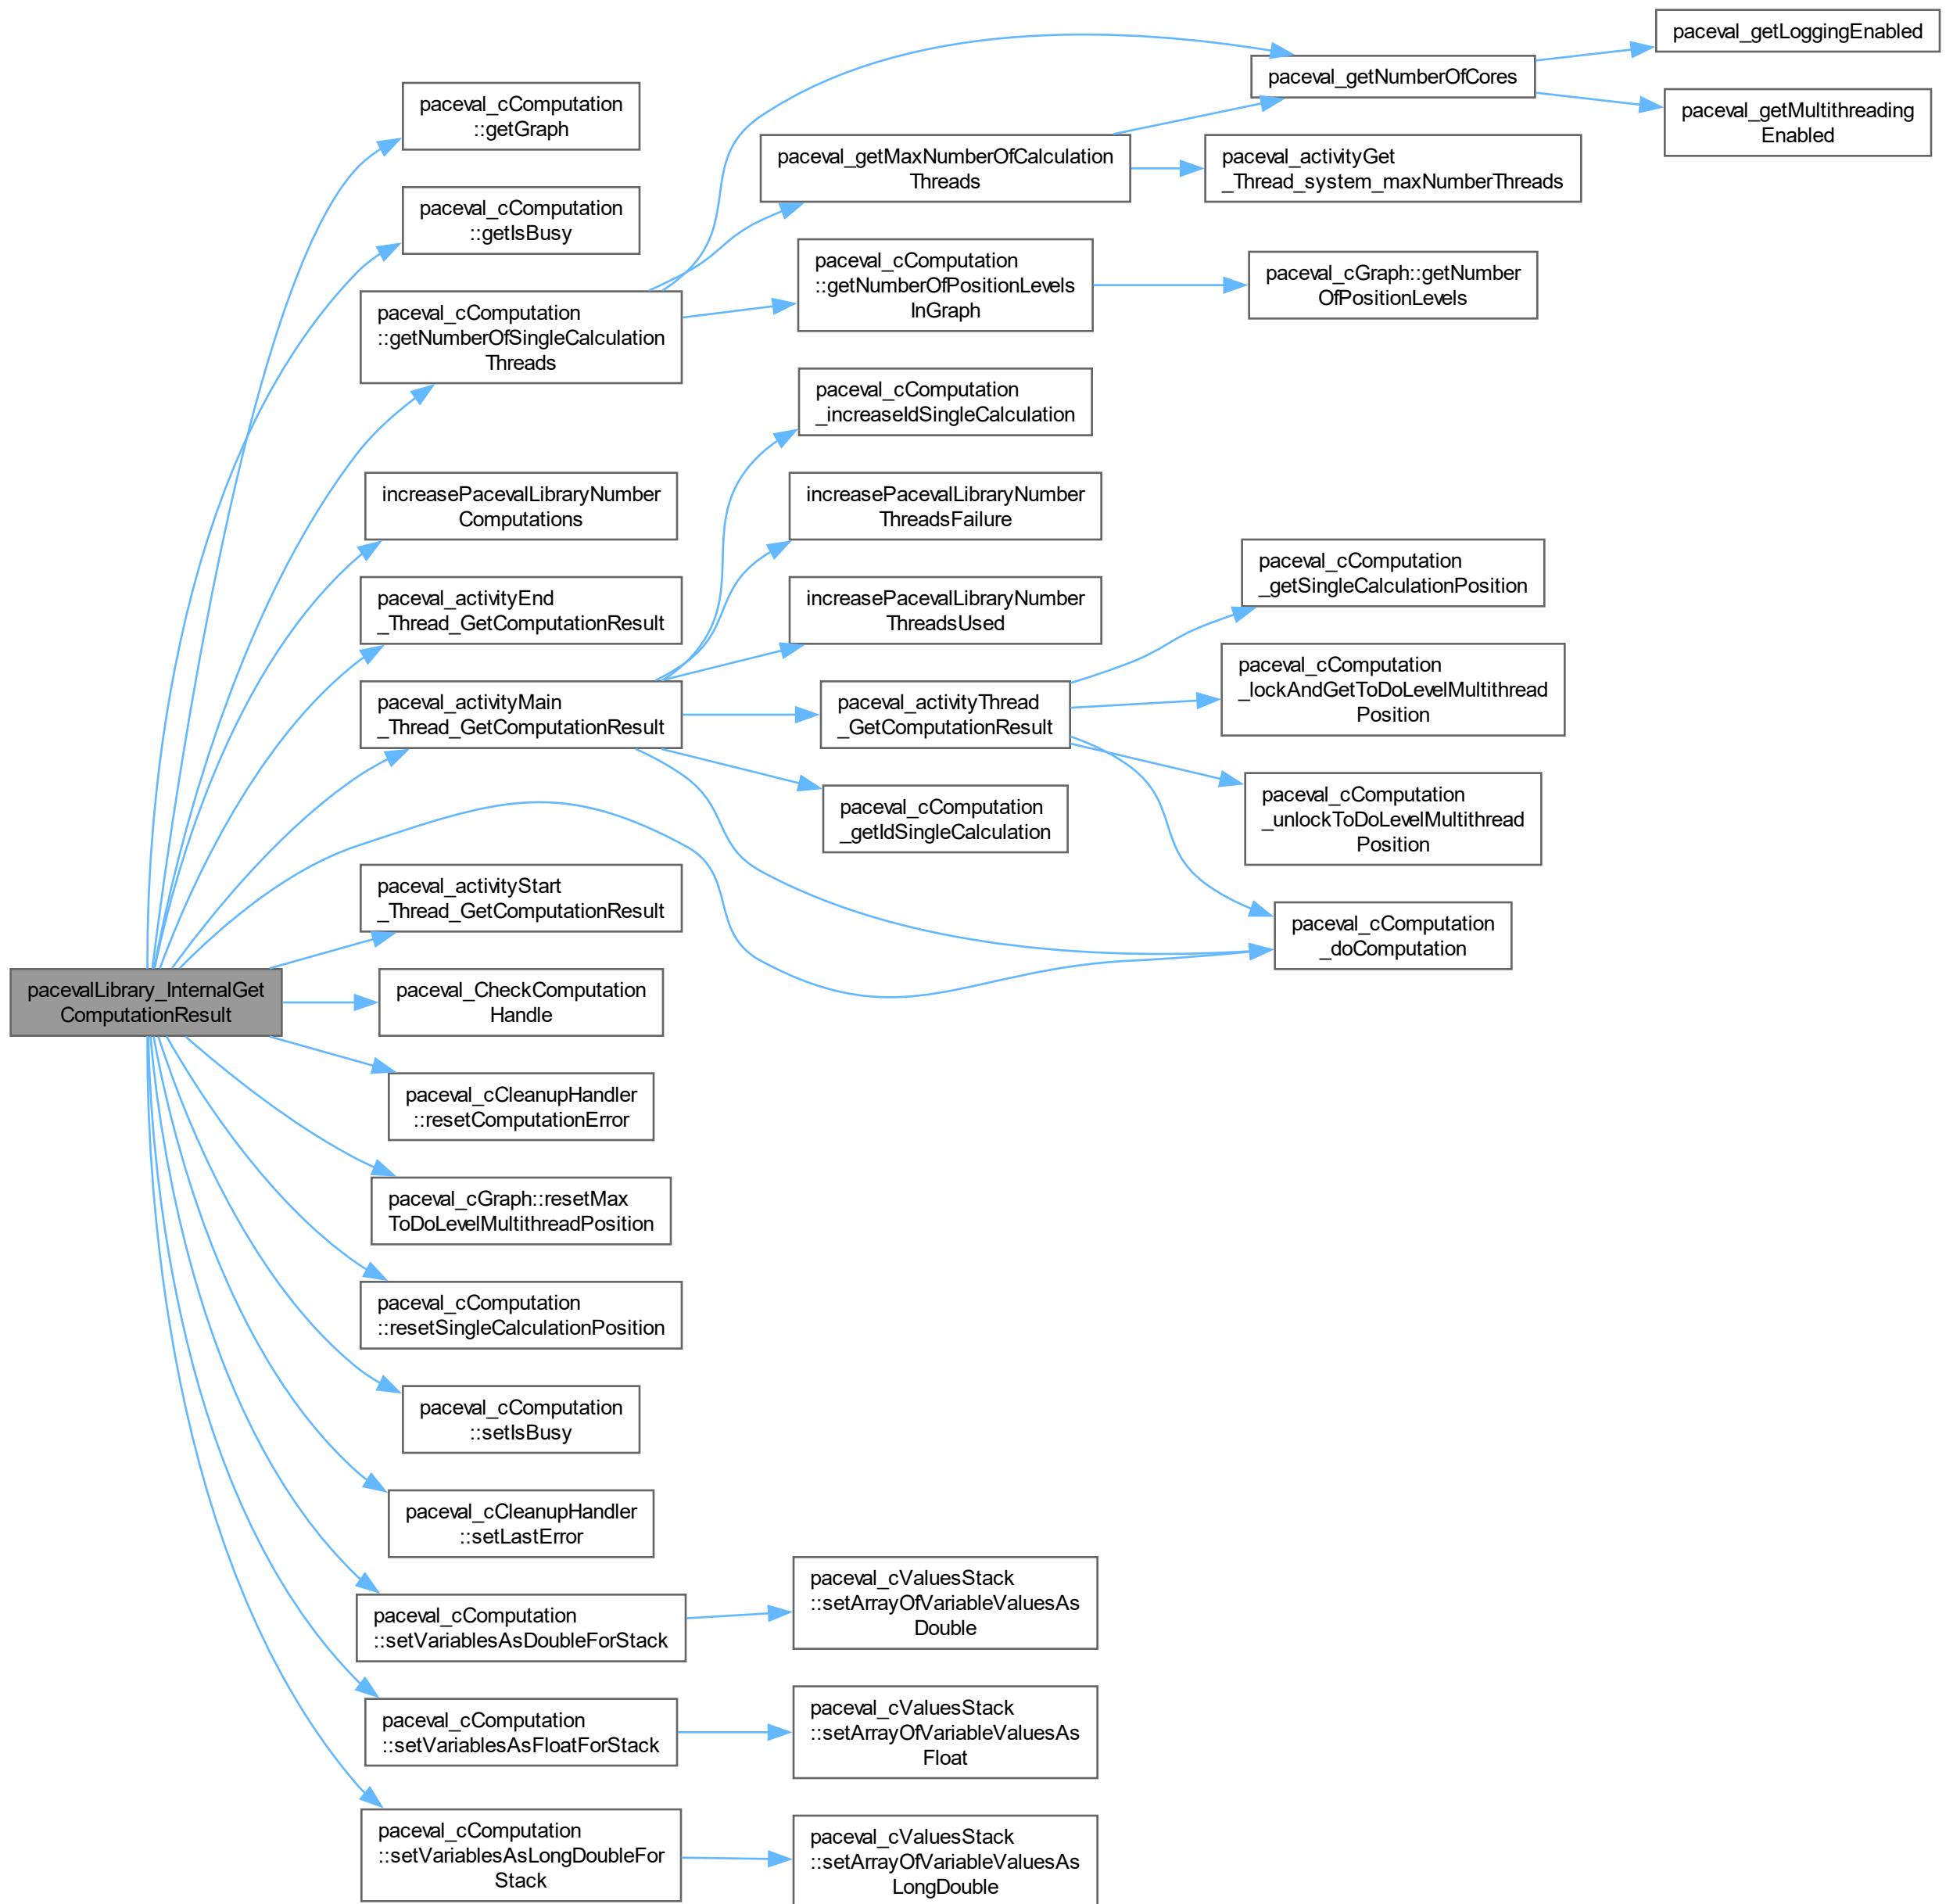 pacevalLibrary_InternalGet
ComputationResult
paceval_cComputation
::getGraph
paceval_cComputation
::getIsBusy
paceval_cComputation
::getNumberOfSingleCalculation
Threads
increasePacevalLibraryNumber
Computations
paceval_activityEnd
_Thread_GetComputationResult
paceval_activityMain
_Thread_GetComputationResult
paceval_activityStart
_Thread_GetComputationResult
paceval_CheckComputation
Handle
paceval_cCleanupHandler
::resetComputationError
paceval_cGraph::resetMax
ToDoLevelMultithreadPosition
paceval_cComputation
::resetSingleCalculationPosition
paceval_cComputation
::setIsBusy
paceval_cCleanupHandler
::setLastError
paceval_cComputation
::setVariablesAsDoubleForStack
paceval_cComputation
::setVariablesAsFloatForStack
paceval_cComputation
::setVariablesAsLongDoubleFor
Stack
paceval_getMaxNumberOfCalculation
Threads
paceval_cComputation
::getNumberOfPositionLevels
InGraph
paceval_cComputation
_increaseIdSingleCalculation
increasePacevalLibraryNumber
ThreadsFailure
increasePacevalLibraryNumber
ThreadsUsed
paceval_activityThread
_GetComputationResult
paceval_cComputation
_getIdSingleCalculation
paceval_cValuesStack
::setArrayOfVariableValuesAs
Double
paceval_cValuesStack
::setArrayOfVariableValuesAs
Float
paceval_cValuesStack
::setArrayOfVariableValuesAs
LongDouble
paceval_getNumberOfCores
paceval_activityGet
_Thread_system_maxNumberThreads
paceval_cGraph::getNumber
OfPositionLevels
paceval_cComputation
_getSingleCalculationPosition
paceval_cComputation
_lockAndGetToDoLevelMultithread
Position
paceval_cComputation
_unlockToDoLevelMultithread
Position
paceval_cComputation
_doComputation
paceval_getLoggingEnabled
paceval_getMultithreading
Enabled